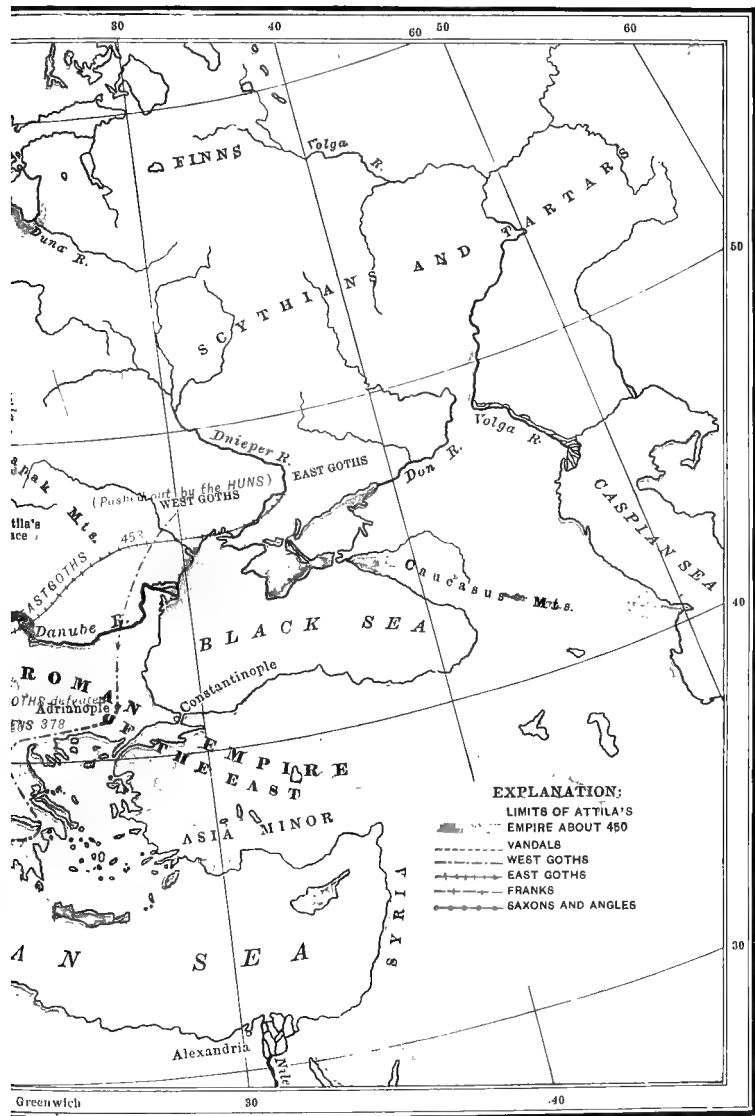 30
40
60
50
60
FINNS
Volga
R.
Duna R.
SCYTHIANS AND TARTARS
50
Dnieper R.
EAST GOTHS
Don R.
Volga R.
(Pushed out by the HUNS)
WEST GOTHS
Mts.
453
CASPIAN SEA
Caucasus Mts.
40
Danube R.
BLACK SEA
Constantinople
ROMAN
Adrianople
378
EMPIRE
OF THE EAST
ASIA MINOR
SYRIA
EXPLANATION;
LIMITS OF ATTILA'S
EMPIRE ABOUT 450
VANDALS
WEST GOTHS
EAST GOTHS
FRANKS
SAXONS AND ANGLES
AN SEA
30
Alexandria
Nile
Greenwich
30
40